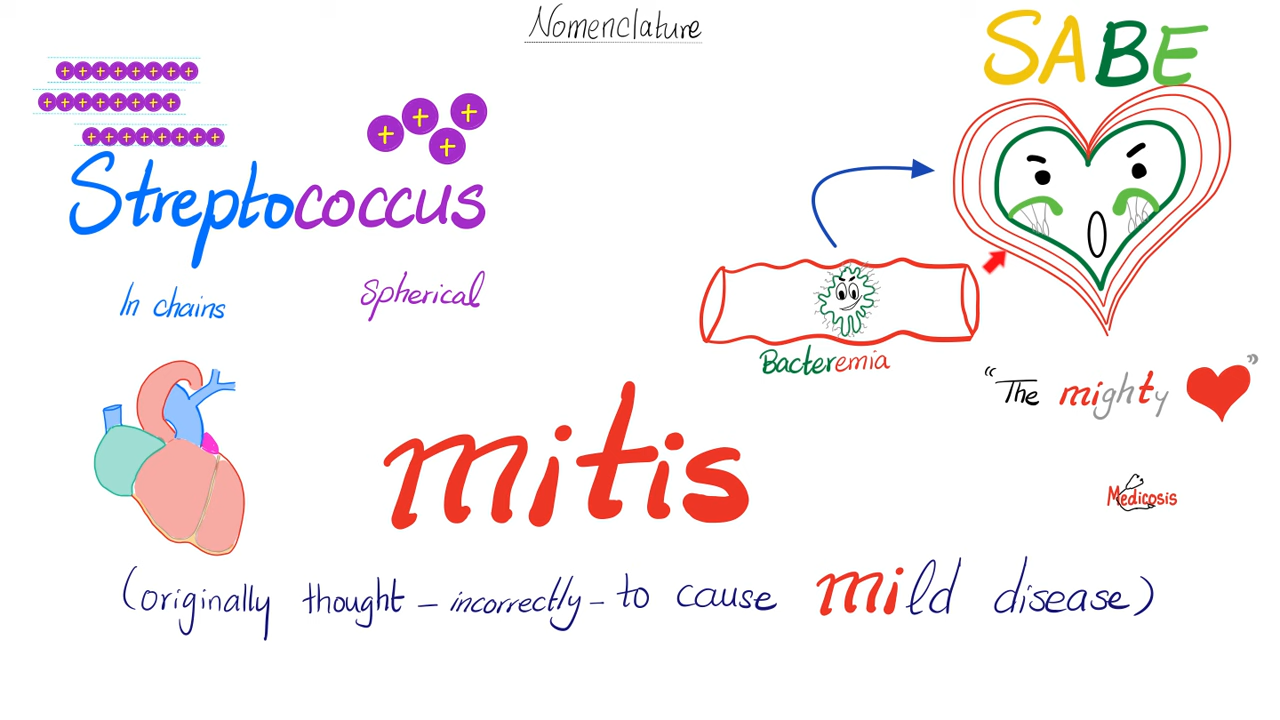 Nomenclature
SABE
Streptococcus
In chains
Spherical
Bacteremia
"The mighty ♥"
mitis
Medicosis
(originally thought – incorrectly – to cause mild disease)